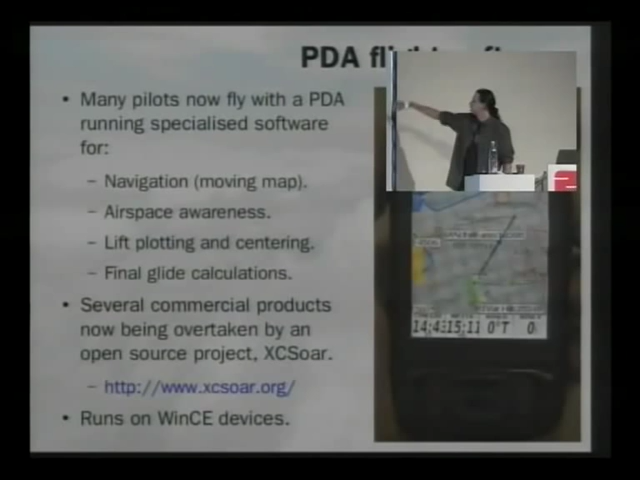 PDA
• Many pilots now fly with a PDA
running specialised software
for:
– Navigation (moving map).
– Airspace awareness.
– Lift plotting and centering.
– Final glide calculations.
• Several commercial products
now being overtaken by an
open source project, XCSoar.
– http://www.xcsoar.org/
• Runs on WinCE devices.
14:43 15:11 0°T 0